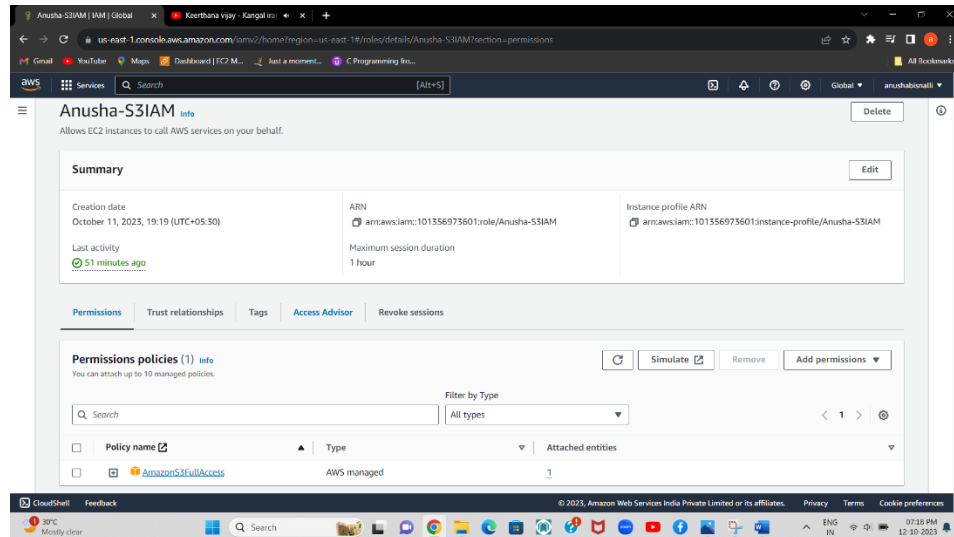 Anusha-S3IAM | IAM | Global
Keerthana vijay - Kangal irar
us-east-1.console.aws.amazon.com/iamv2/home?region=us-east-1#/roles/details/Anusha-S3IAM?section=permissions
Gmail YouTube Maps Dashboard | EC2 M... Just a moment... C Programming fro... All Bookmarks
aws Services Search [Alt+S] Global anushabisnalli
Anusha-S3IAM Info Delete
Allows EC2 instances to call AWS services on your behalf.
Summary Edit
Creation date ARN Instance profile ARN
October 11, 2023, 19:19 (UTC+05:30) arn:aws:iam::101356973601:role/Anusha-S3IAM arn:aws:iam::101356973601:instance-profile/Anusha-S3IAM
Last activity Maximum session duration
51 minutes ago 1 hour
Permissions Trust relationships Tags Access Advisor Revoke sessions
Permissions policies (1) Info Simulate Remove Add permissions
You can attach up to 10 managed policies.
Filter by Type
Search All types 1
Policy name Type Attached entities
AmazonS3FullAccess AWS managed 1
CloudShell Feedback © 2023, Amazon Web Services India Private Limited or its affiliates. Privacy Terms Cookie preferences
30°C Search ENG 07:18 PM
Mostly clear IN 12-10-2023